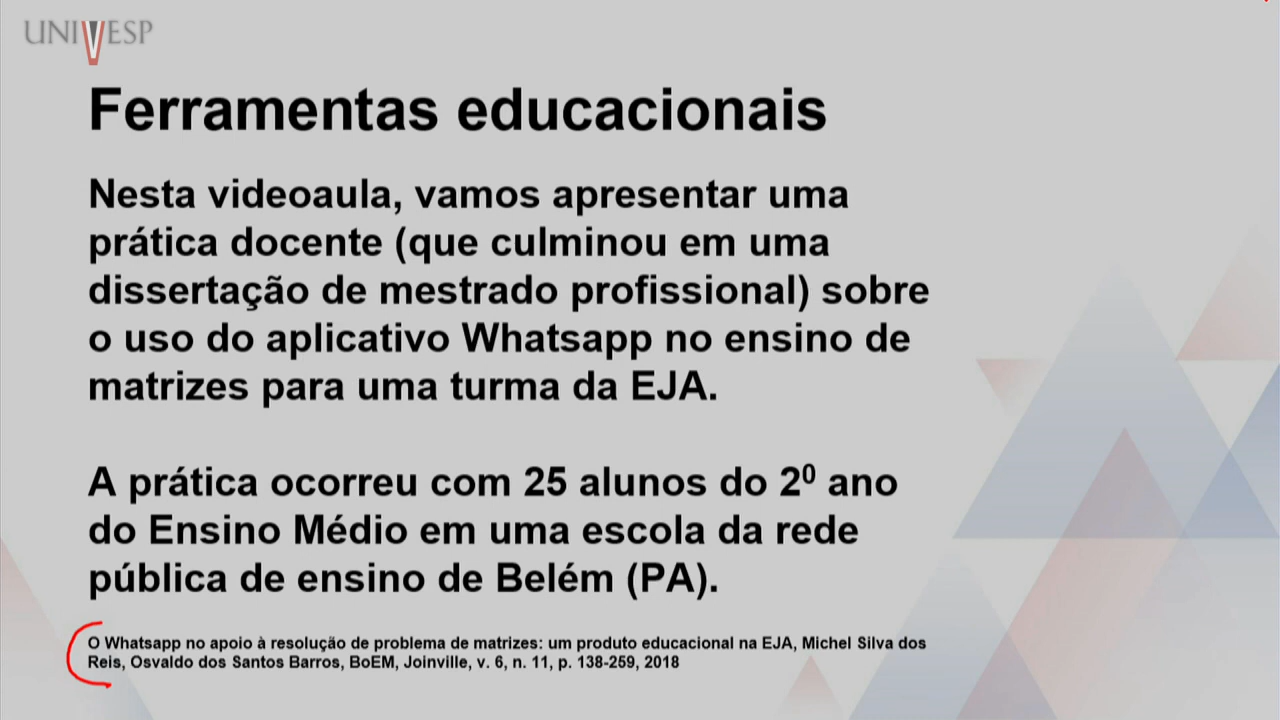 UNIVESP
Ferramentas educacionais
Nesta videoaula, vamos apresentar uma
prática docente (que culminou em uma
dissertação de mestrado profissional) sobre
o uso do aplicativo Whatsapp no ensino de
matrizes para uma turma da EJA.
A prática ocorreu com 25 alunos do 2⁰ ano
do Ensino Médio em uma escola da rede
pública de ensino de Belém (PA).
O Whatsapp no apoio à resolução de problema de matrizes: um produto educacional na EJA, Michel Silva dos
Reis, Osvaldo dos Santos Barros, BoEM, Joinville, v. 6, n. 11, p. 138-259, 2018